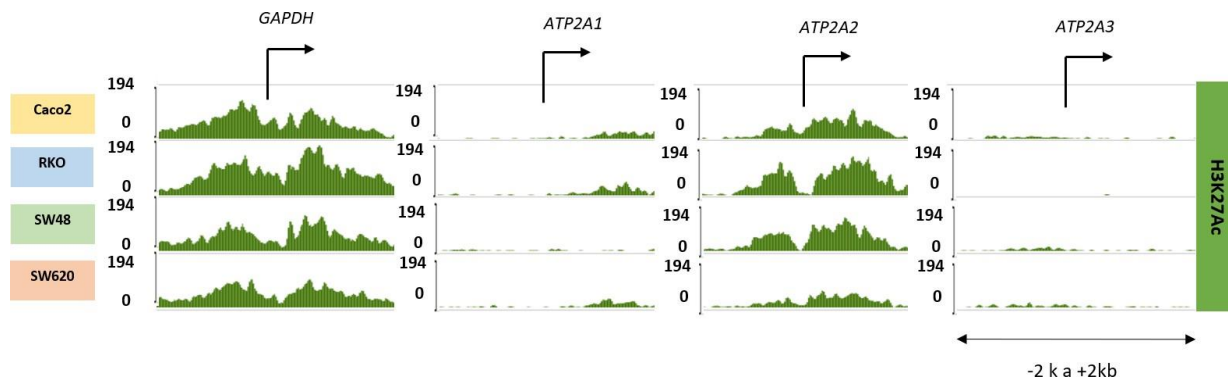 GAPDH ATP2A1 ATP2A2 ATP2A3
194 194 194 194
Caco2 0 0 0 0
194 194 194 194
RKO 0 0 0 0
194 194 194 194
SW48 0 0 0 0
194 194 194 194
SW620 0 0 0 0
H3K27Ac
-2 k a +2kb